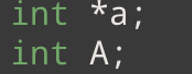 int *a;
int A;